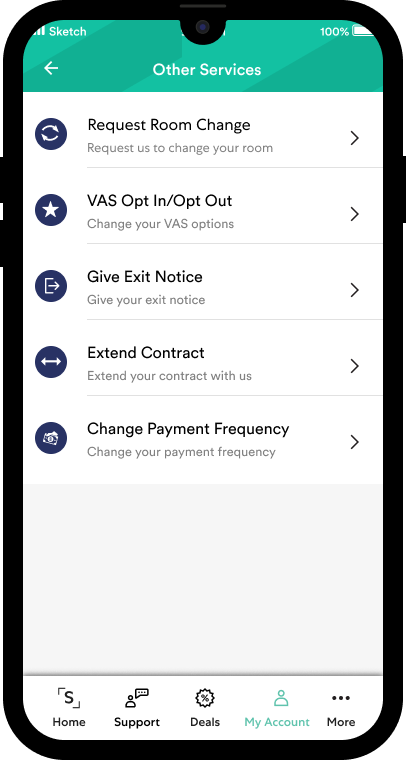 Sketch 100%
Other Services
Request Room Change
Request us to change your room
VAS Opt In/Opt Out
Change your VAS options
Give Exit Notice
Give your exit notice
Extend Contract
Extend your contract with us
Change Payment Frequency
Change your payment frequency
S
Home Support Deals My Account More